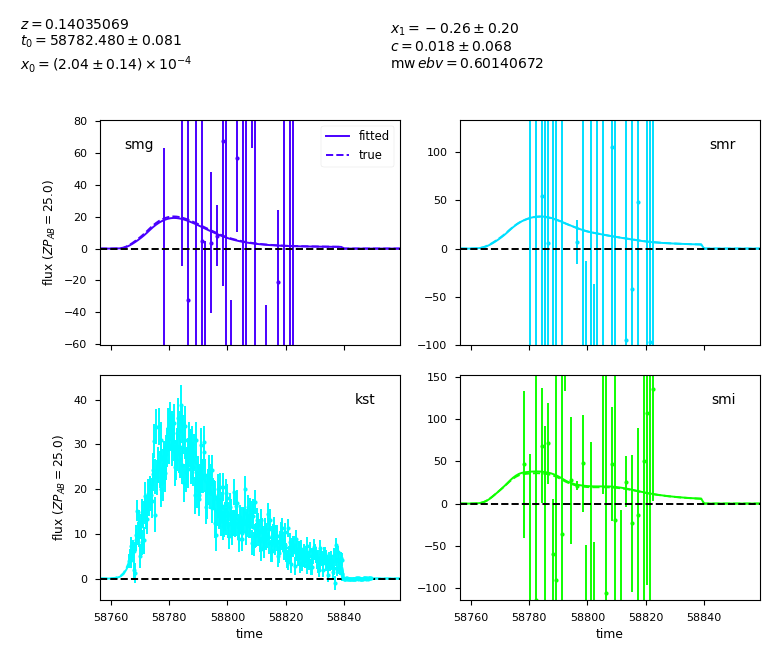 z = 0.14035069
t₀ = 58782.480 ± 0.081
x₀ = (2.04 ± 0.14) × 10⁻⁴
x₁ = −0.26 ± 0.20
c = 0.018 ± 0.068
mw ebv = 0.60140672
80
60
40
20
0
−20
−40
−60
flux (ZP_AB = 25.0)
smg
fitted
true
100
50
0
−50
−100
smr
40
30
20
10
0
flux (ZP_AB = 25.0)
kst
58760 58780 58800 58820 58840
time
150
100
50
0
−50
−100
smi
58760 58780 58800 58820 58840
time